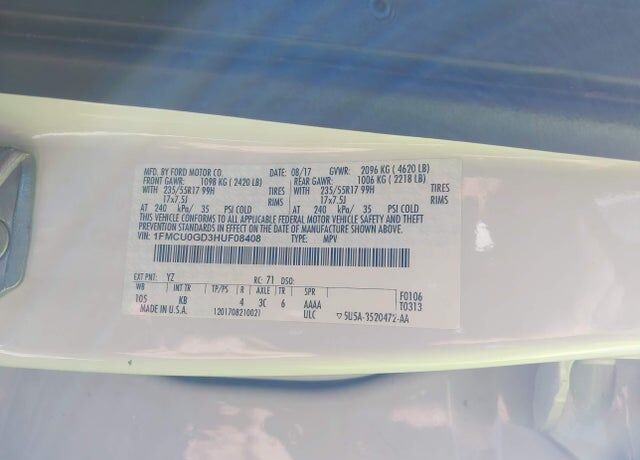 MFD. BY FORD MOTOR CO. DATE: 08/17 GVWR: 2096 KG ( 4620 LB)
FRONT GAWR: 1098 KG ( 2420 LB) REAR GAWR: 1006 KG ( 2218 LB)
WITH 235/55R17 99H TIRES WITH 235/55R17 99H TIRES
17x7.5J RIMS 17x7.5J RIMS
AT 240 kPa/ 35 PSI COLD AT 240 kPa/ 35 PSI COLD
THIS VEHICLE CONFORMS TO ALL APPLICABLE FEDERAL MOTOR VEHICLE SAFETY AND THEFT
PREVENTION STANDARDS IN EFFECT ON THE DATE OF MANUFACTURE SHOWN ABOVE.
VIN: 1FMCU0GD3HUF08408 TYPE: MPV
EXT PNT: YZ RC: 71 DSO:
WB INT TR TP/PS R AXLE TR SPR F0106
105 KB 4 3C 6 AAAA T0313
MADE IN U.S.A. 1201708210021 ULC ▽5U5A-3520472-AA